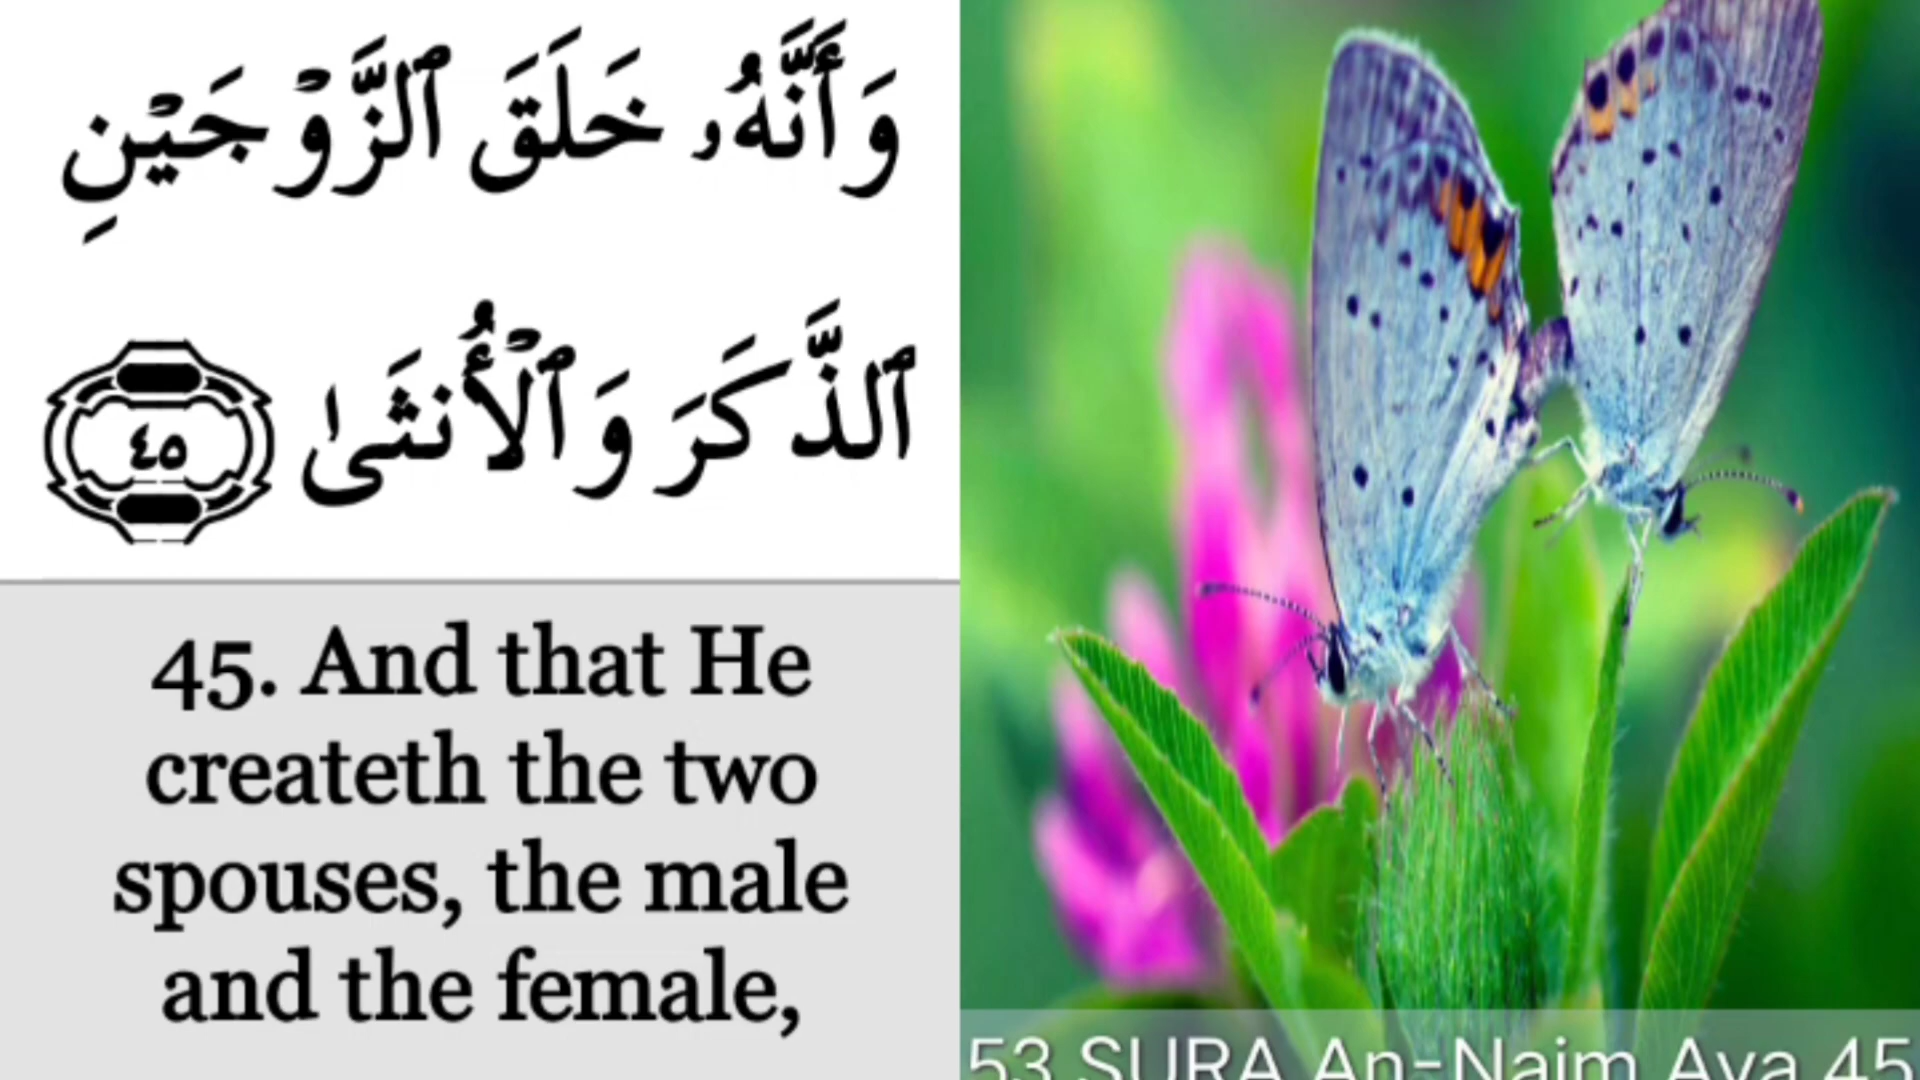 وَأَنَّهُۥ خَلَقَ ٱلزَّوْجَيْنِ
ٱلذَّكَرَ وَٱلْأُنثَىٰ ٤٥
45. And that He
createth the two
spouses, the male
and the female,
53 SURA An-Najm Aya 45